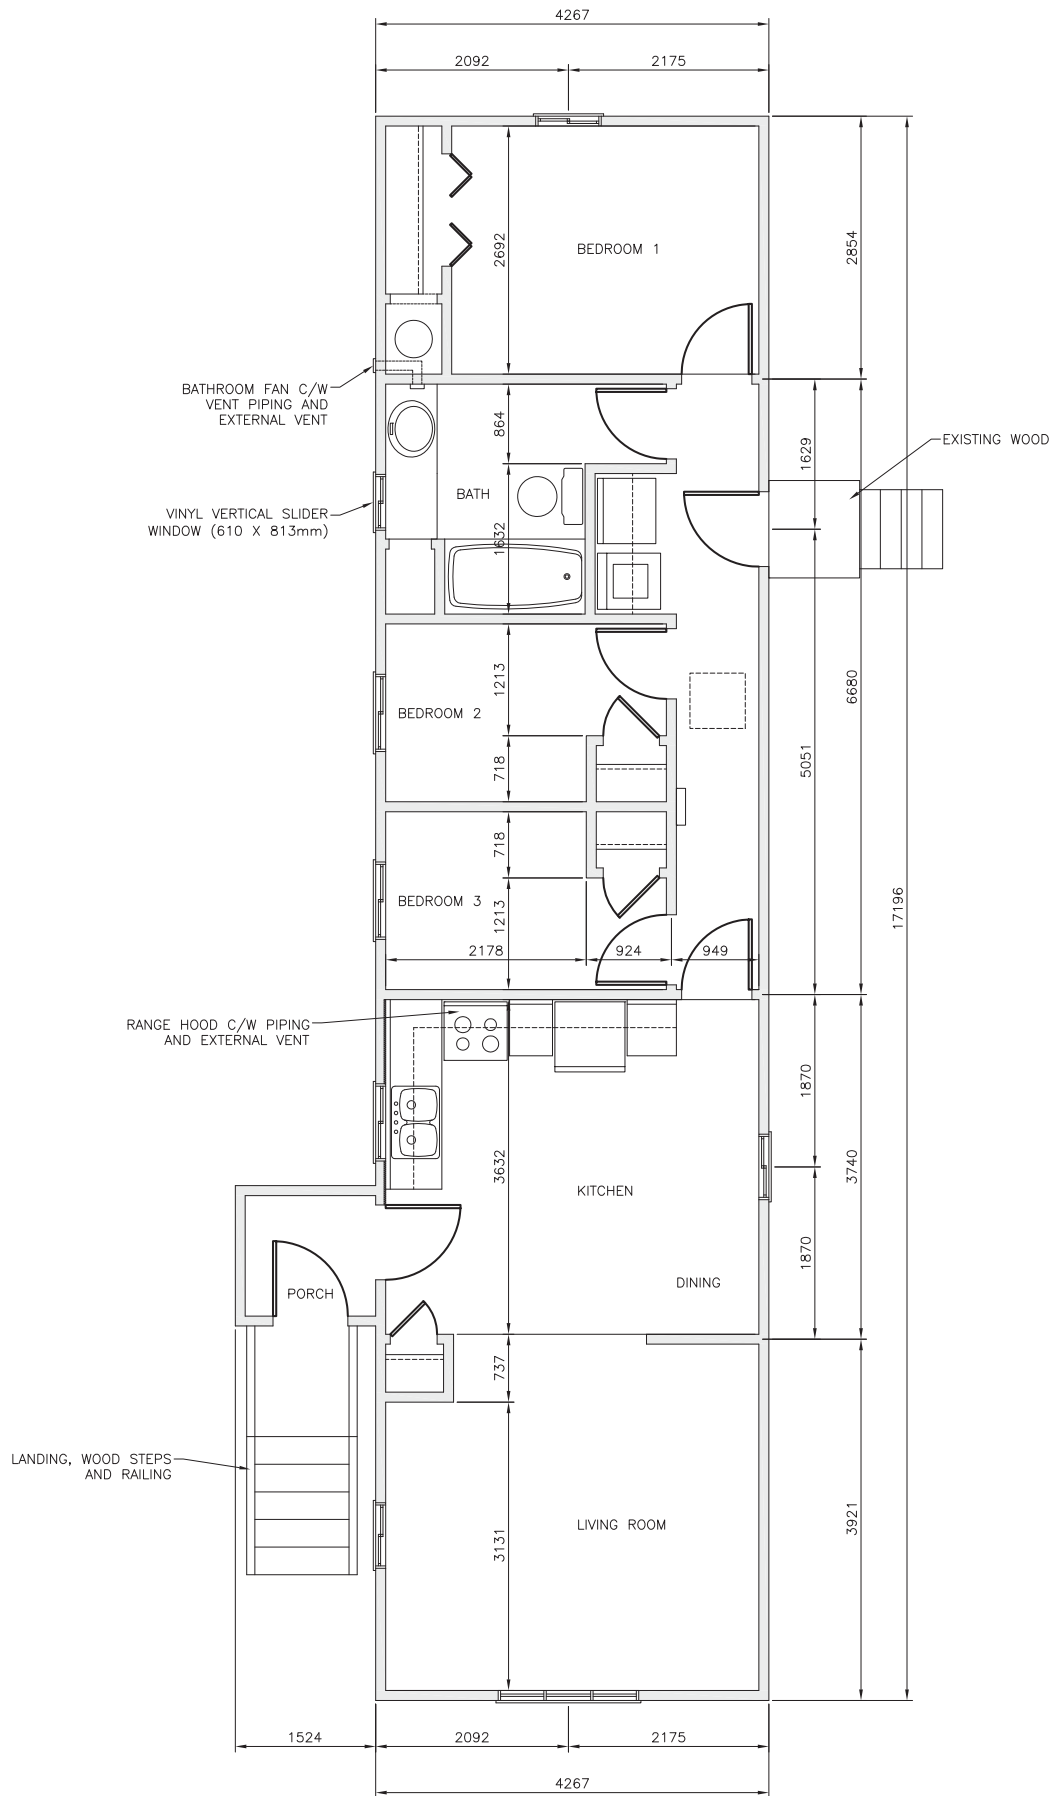 4267
2092
2175
2692
BEDROOM 1
2854
BATHROOM FAN C/W
VENT PIPING AND
EXTERNAL VENT
864
1629
EXISTING WOOD
BATH
VINYL VERTICAL SLIDER
WINDOW (610 X 813mm)
1632
1213
BEDROOM 2
6680
718
5051
718
BEDROOM 3
1213
17196
2178
924
949
RANGE HOOD C/W PIPING
AND EXTERNAL VENT
1870
3632
3740
KITCHEN
1870
DINING
PORCH
737
LANDING, WOOD STEPS
AND RAILING
LIVING ROOM
3131
3921
1524
2092
2175
4267